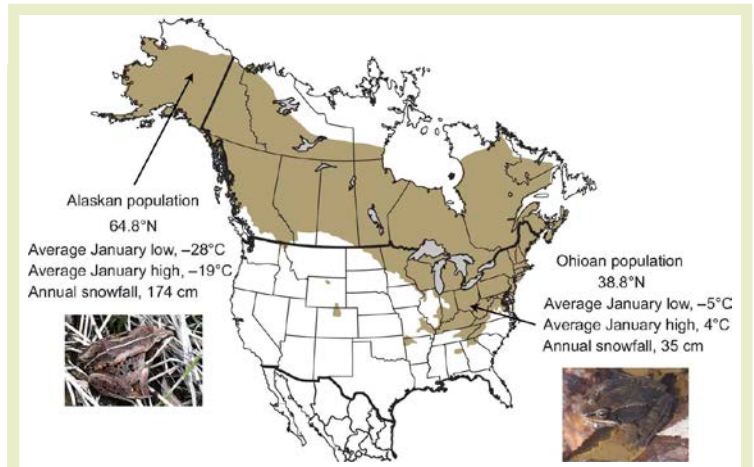 Alaskan population
64.8°N
Average January low, –28°C
Average January high, –19°C
Annual snowfall, 174 cm
Ohioan population
38.8°N
Average January low, –5°C
Average January high, 4°C
Annual snowfall, 35 cm